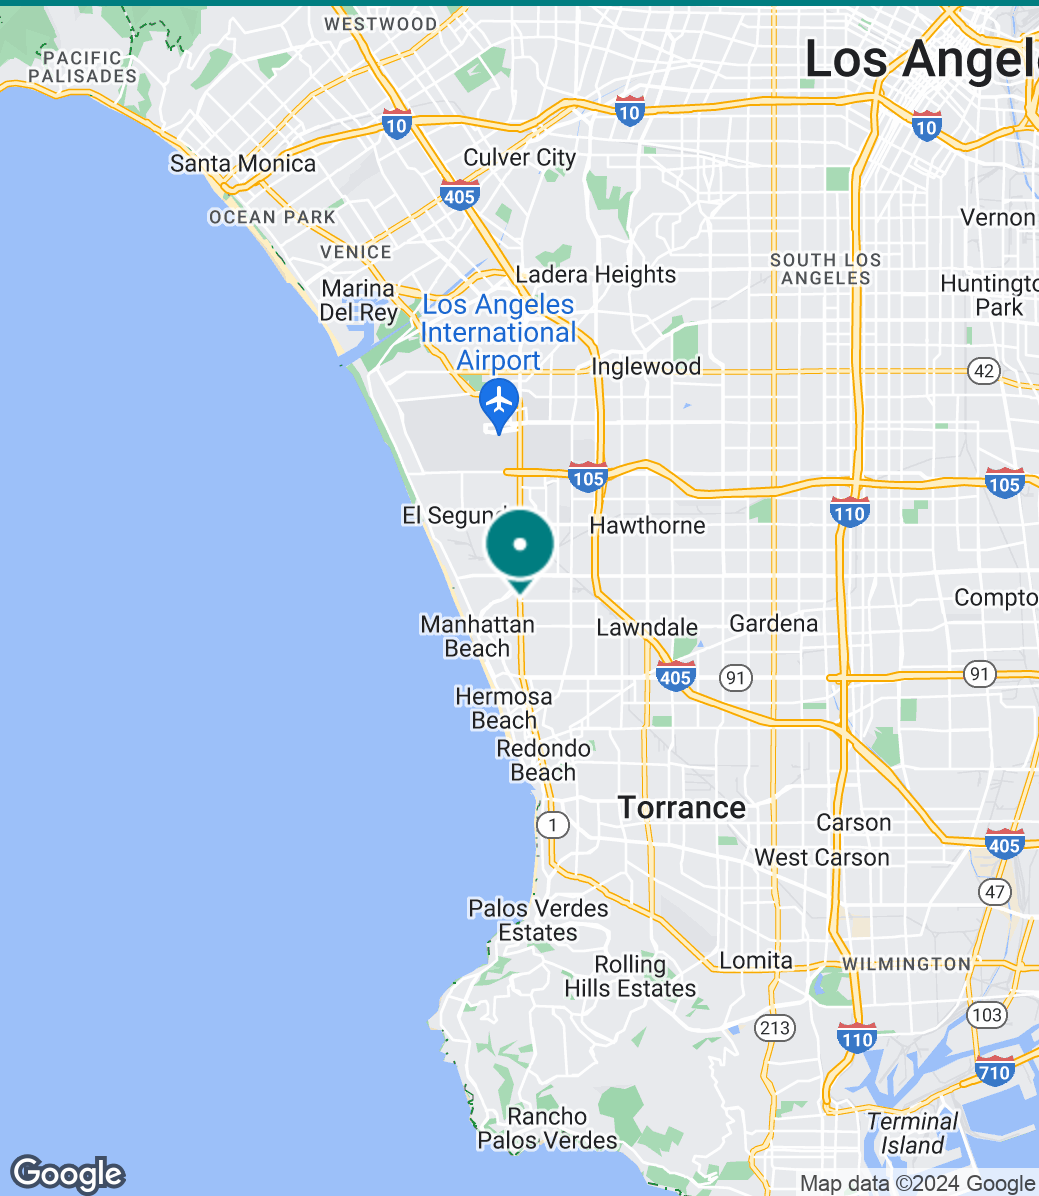 WESTWOOD
PACIFIC
PALISADES
Los Angel
10
10
10
Culver City
Santa Monica
405
OCEAN PARK
Vernon
VENICE
SOUTH LOS
ANGELES
Ladera Heights
Marina
Del Rey
Huntingt
Park
Los Angeles
International
Airport
Inglewood
42
105
105
110
El Segun
Hawthorne
Compto
Manhattan
Beach
Lawndale
Gardena
405
91
91
Hermosa
Beach
Redondo
Beach
Torrance
1
Carson
405
West Carson
47
Palos Verdes
Estates
Rolling
Hills Estates
Lomita
WILMINGTON
103
213
110
710
Rancho
Palos Verdes
Terminal
Island
Google
Map data ©2024 Google